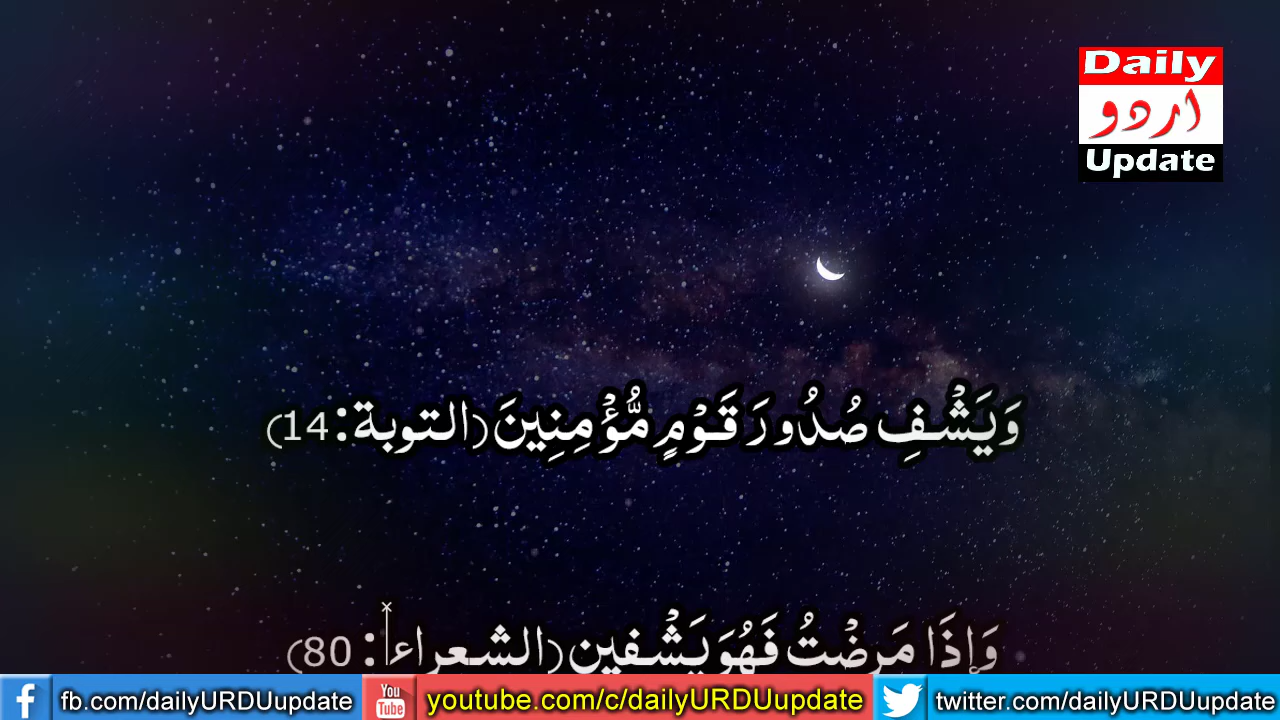 Daily
اردو
Update
وَيَشْفِ صُدُورَ قَوْمٍ مُّؤْمِنِينَ (التوبة: 14)
وَإِذَا مَرِضْتُ فَهُوَ يَشْفِينِ (الشعراء: 80)
fb.com/dailyURDUupdate
You
Tube
youtube.com/c/dailyURDUupdate
twitter.com/dailyURDUupdate